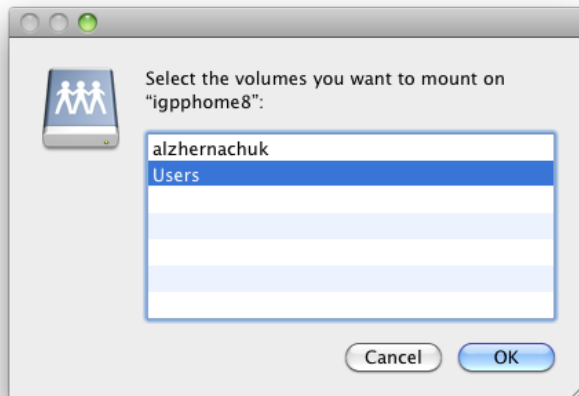 Select the volumes you want to mount on
“igpphome8”:
alzhernachuk
Users
Cancel
OK